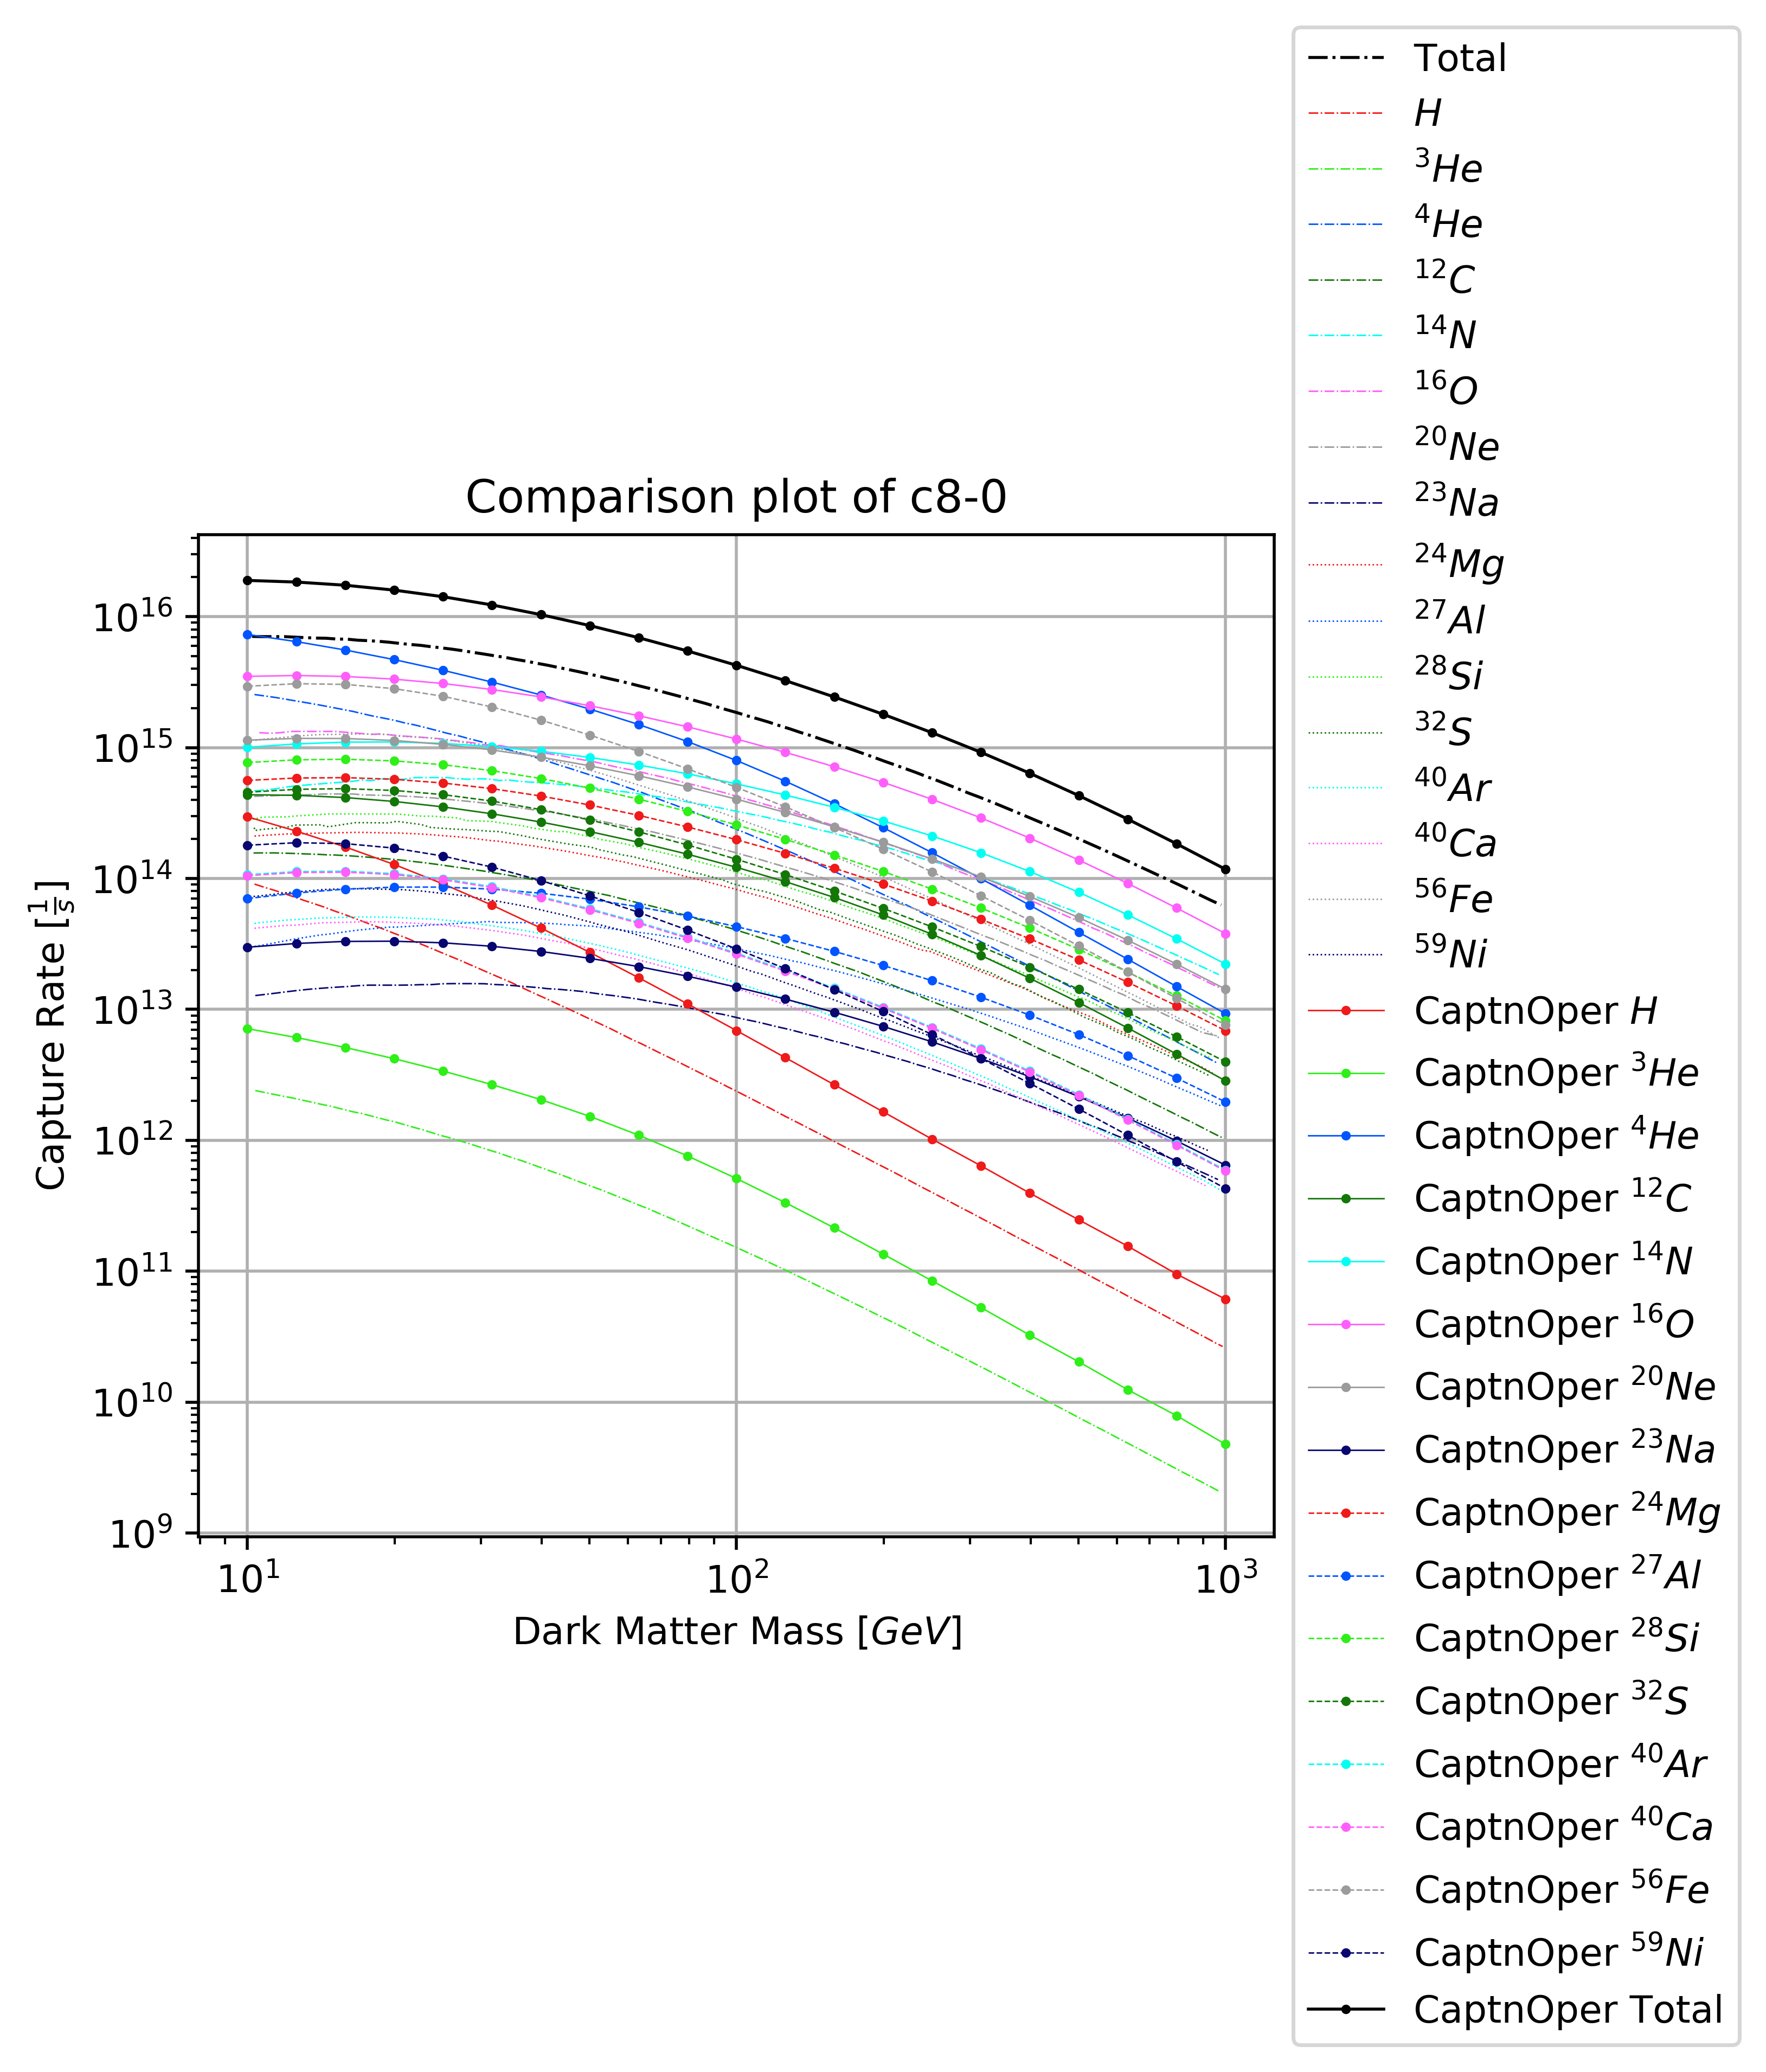 Comparison plot of c8-0
Capture Rate [1/s]
10^16
10^15
10^14
10^13
10^12
10^11
10^10
10^9
10^1 10^2 10^3
Dark Matter Mass [GeV]
Total
H
^3He
^4He
^12C
^14N
^16O
^20Ne
^23Na
^24Mg
^27Al
^28Si
^32S
^40Ar
^40Ca
^56Fe
^59Ni
CaptnOper H
CaptnOper ^3He
CaptnOper ^4He
CaptnOper ^12C
CaptnOper ^14N
CaptnOper ^16O
CaptnOper ^20Ne
CaptnOper ^23Na
CaptnOper ^24Mg
CaptnOper ^27Al
CaptnOper ^28Si
CaptnOper ^32S
CaptnOper ^40Ar
CaptnOper ^40Ca
CaptnOper ^56Fe
CaptnOper ^59Ni
CaptnOper Total